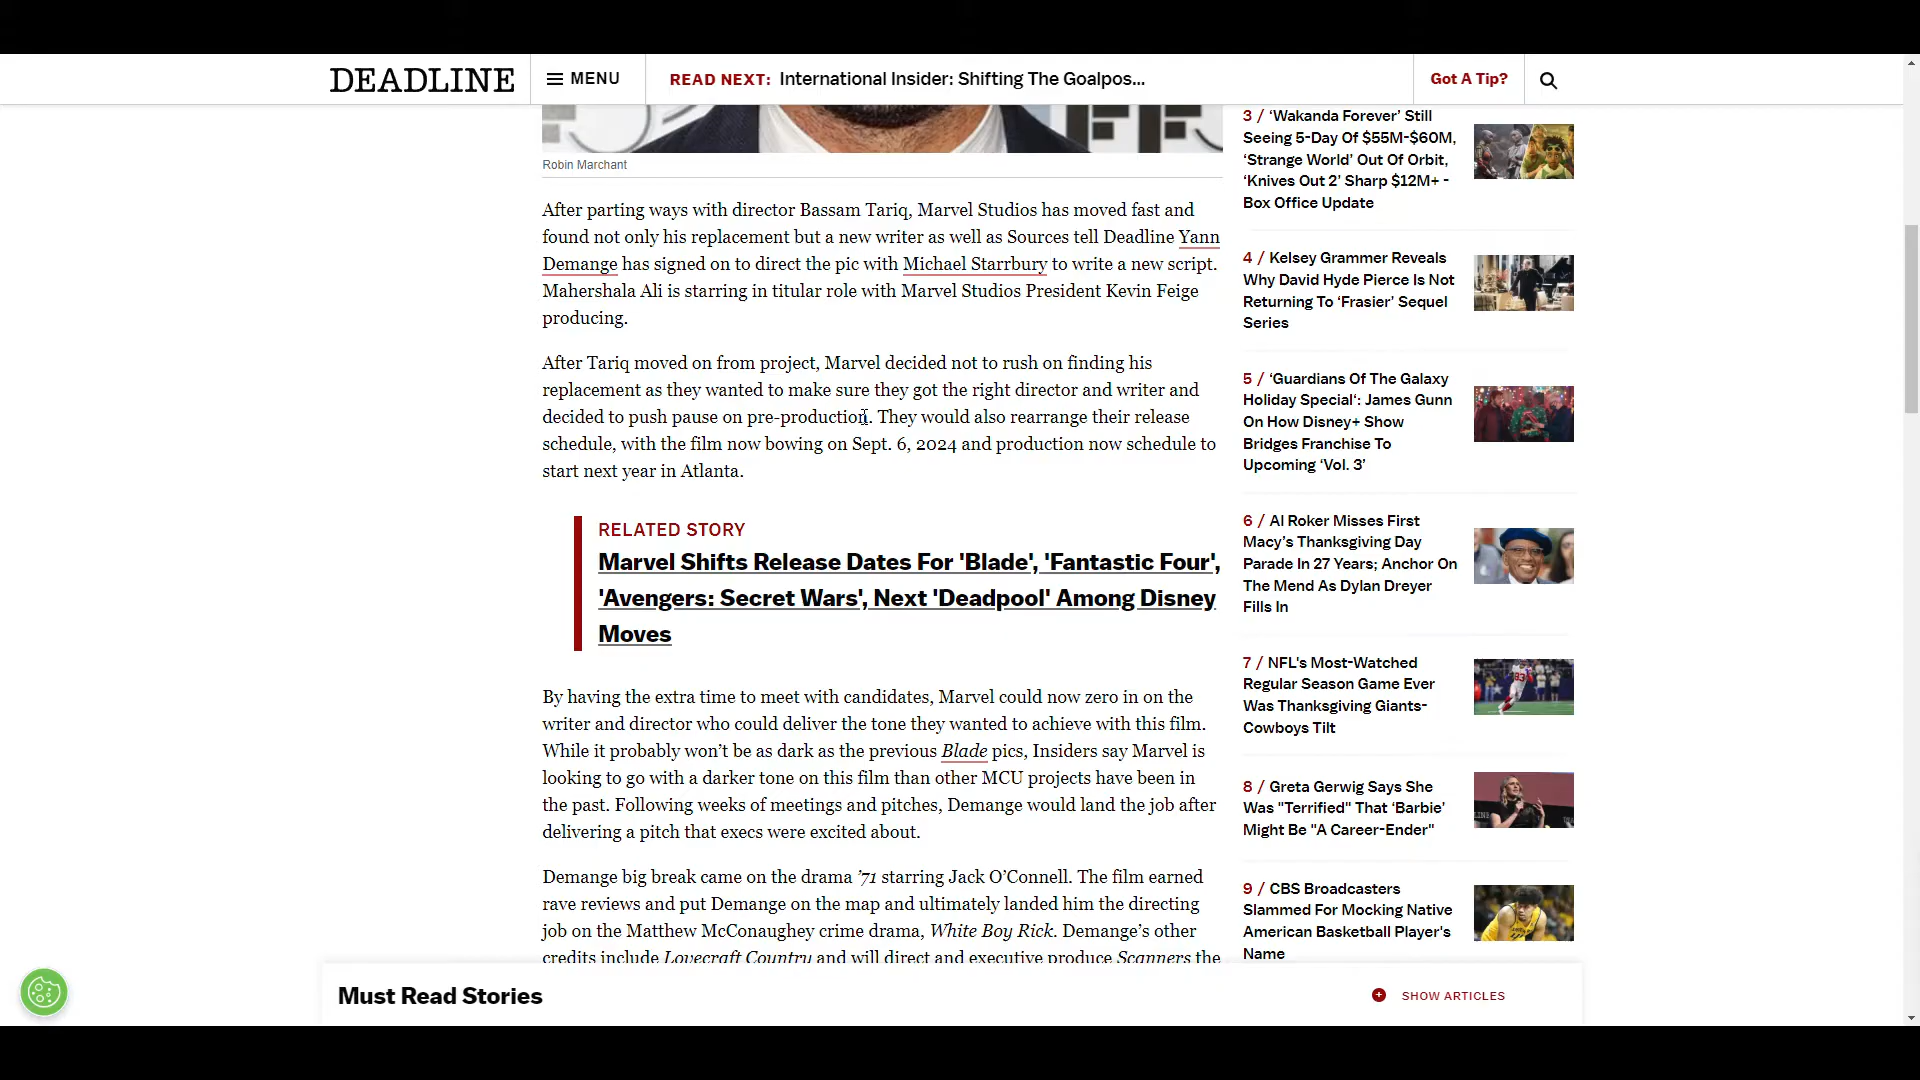 DEADLINE
MENU
READ NEXT: International Insider: Shifting The Goalpos...
Got A Tip?
Robin Marchant
After parting ways with director Bassam Tariq, Marvel Studios has moved fast and
found not only his replacement but a new writer as well as Sources tell Deadline Yann
Demange has signed on to direct the pic with Michael Starrbury to write a new script.
Mahershala Ali is starring in titular role with Marvel Studios President Kevin Feige
producing.
After Tariq moved on from project, Marvel decided not to rush on finding his
replacement as they wanted to make sure they got the right director and writer and
decided to push pause on pre-production. They would also rearrange their release
schedule, with the film now bowing on Sept. 6, 2024 and production now schedule to
start next year in Atlanta.
RELATED STORY
Marvel Shifts Release Dates For 'Blade', 'Fantastic Four',
'Avengers: Secret Wars', Next 'Deadpool' Among Disney
Moves
By having the extra time to meet with candidates, Marvel could now zero in on the
writer and director who could deliver the tone they wanted to achieve with this film.
While it probably won’t be as dark as the previous Blade pics, Insiders say Marvel is
looking to go with a darker tone on this film than other MCU projects have been in
the past. Following weeks of meetings and pitches, Demange would land the job after
delivering a pitch that execs were excited about.
Demange big break came on the drama ’71 starring Jack O’Connell. The film earned
rave reviews and put Demange on the map and ultimately landed him the directing
job on the Matthew McConaughey crime drama, White Boy Rick. Demange’s other
credits include Lovecraft Country and will direct and executive produce Scanners the
3 / ‘Wakanda Forever’ Still
Seeing 5-Day Of $55M-$60M,
‘Strange World’ Out Of Orbit,
‘Knives Out 2’ Sharp $12M+ -
Box Office Update
4 / Kelsey Grammer Reveals
Why David Hyde Pierce Is Not
Returning To ‘Frasier’ Sequel
Series
5 / ‘Guardians Of The Galaxy
Holiday Special‘: James Gunn
On How Disney+ Show
Bridges Franchise To
Upcoming ‘Vol. 3’
6 / Al Roker Misses First
Macy’s Thanksgiving Day
Parade In 27 Years; Anchor On
The Mend As Dylan Dreyer
Fills In
7 / NFL's Most-Watched
Regular Season Game Ever
Was Thanksgiving Giants-
Cowboys Tilt
8 / Greta Gerwig Says She
Was "Terrified" That ‘Barbie’
Might Be "A Career-Ender"
9 / CBS Broadcasters
Slammed For Mocking Native
American Basketball Player's
Name
Must Read Stories
SHOW ARTICLES